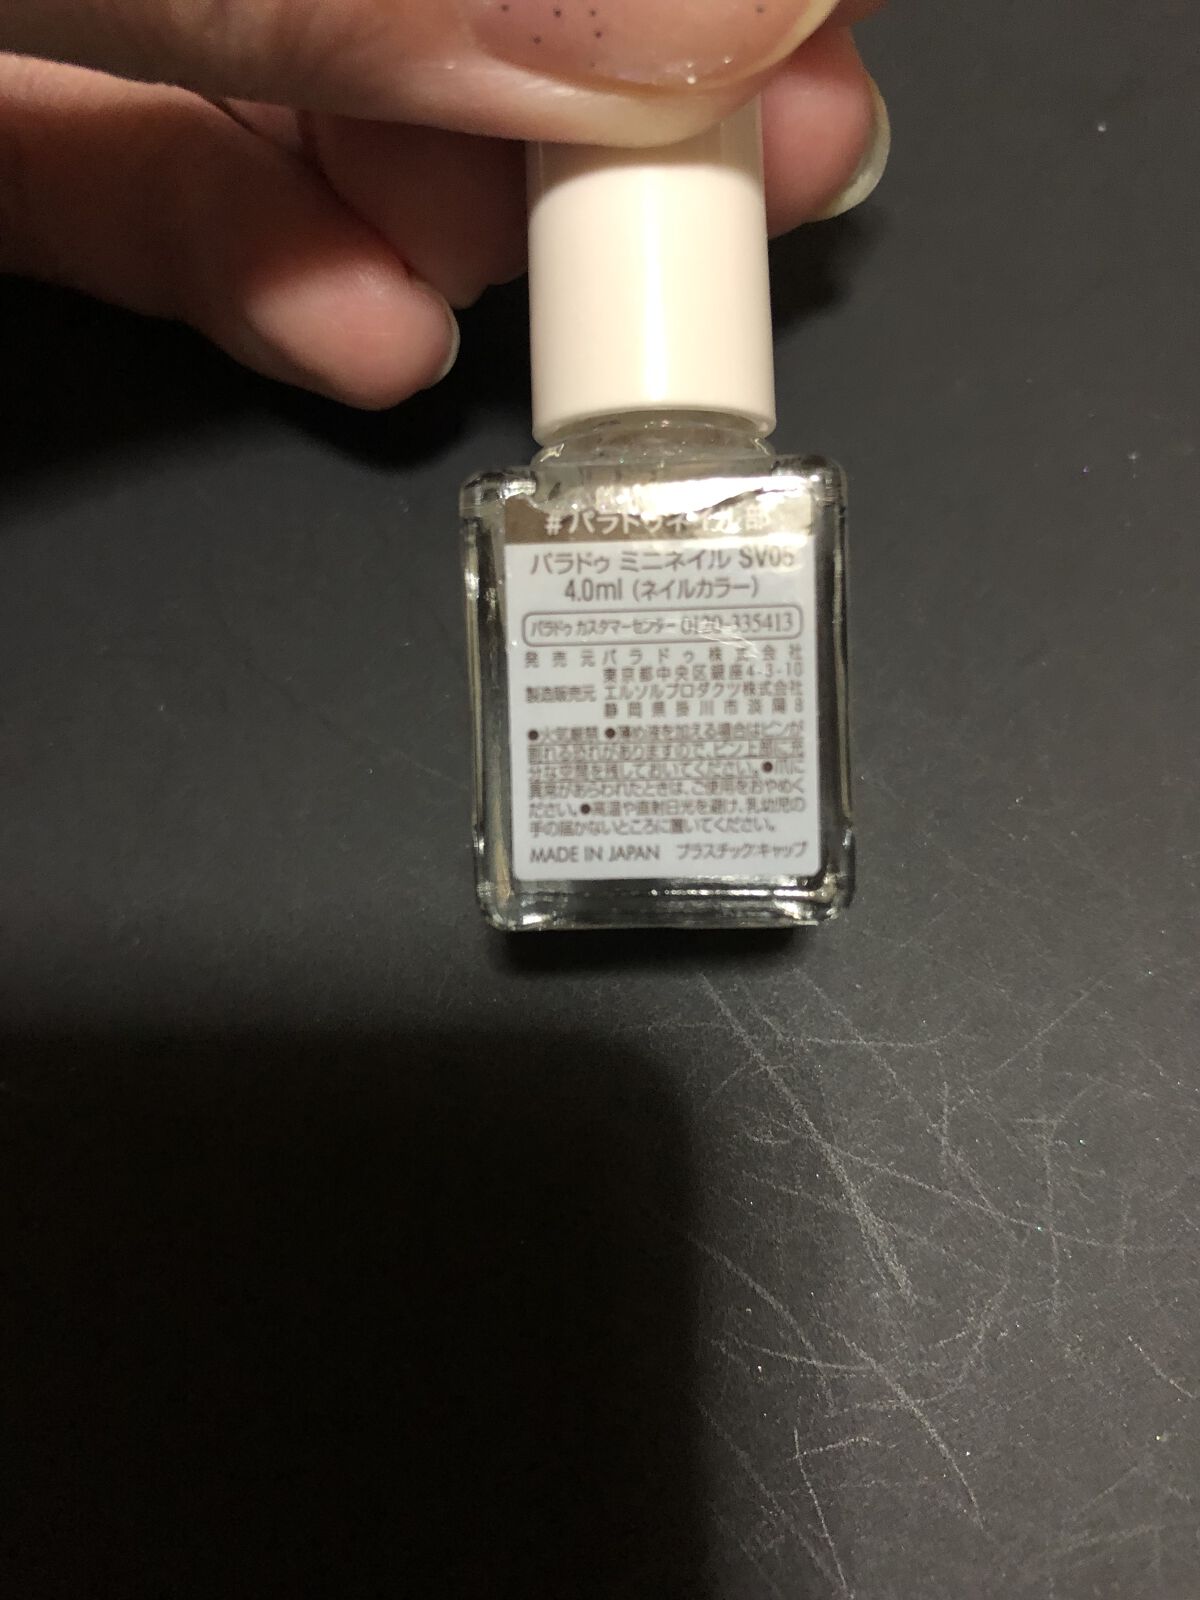 #パラドゥネイル部
パラドゥ ミニネイル SV05
4.0ml (ネイルカラー)
パラドゥ カスタマーセンター 0120-335413
発売元 パラドゥ株式会社
東京都中央区銀座4-3-10
製造販売元 エルソルプロダクツ株式会社
静岡県掛川市淡陽8
●火気厳禁 ●薄め液を加える場合はビンが
割れる恐れがありますので、ビン上部に充
分な空間を残しておいてください。●爪に
異常があらわれたときは、ご使用をおやめく
ださい。●高温や直射日光を避け、乳幼児の
手の届かないところに置いてください。
MADE IN JAPAN プラスチック:キャップ